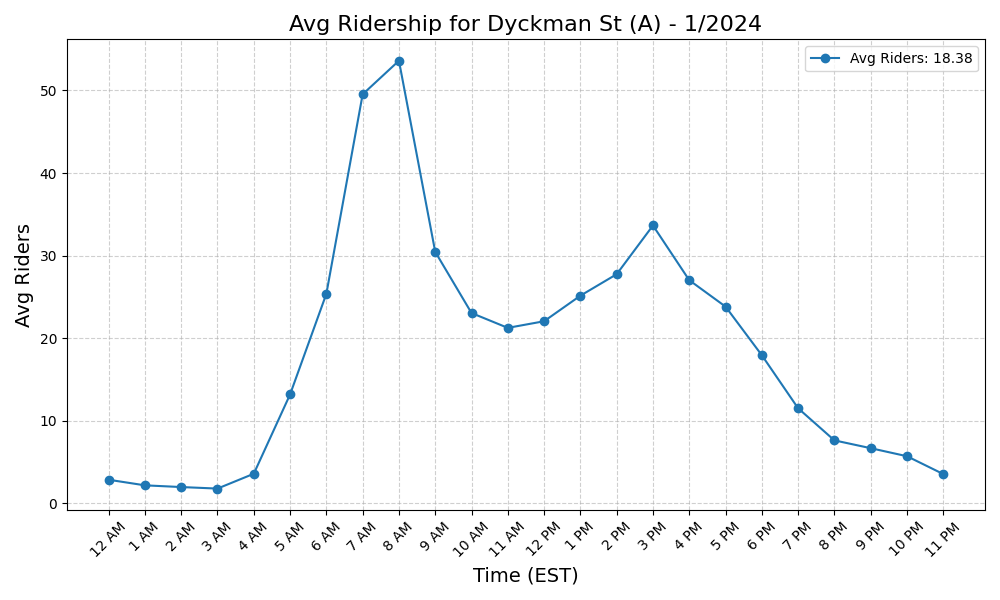 Avg Ridership for Dyckman St (A) - 1/2024
Avg Riders: 18.38
Avg Riders
50
40
30
20
10
0
12 AM
1 AM
2 AM
3 AM
4 AM
5 AM
6 AM
7 AM
8 AM
9 AM
10 AM
11 AM
12 PM
1 PM
2 PM
3 PM
4 PM
5 PM
6 PM
7 PM
8 PM
9 PM
10 PM
11 PM
Time (EST)